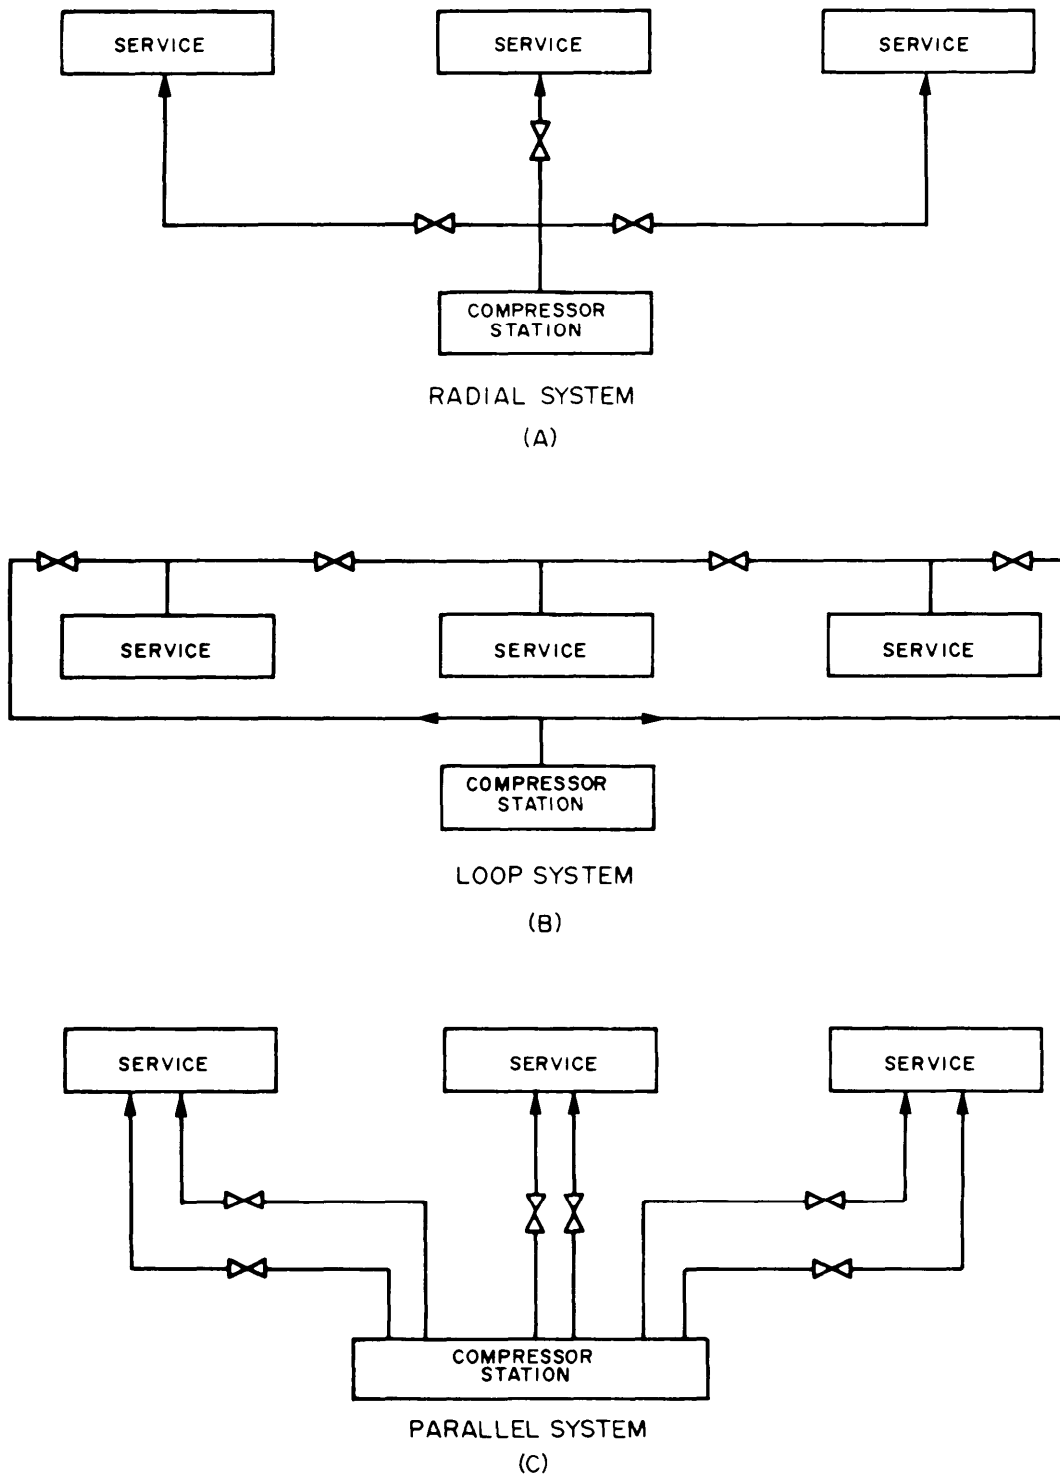 SERVICE
SERVICE
SERVICE
COMPRESSOR
STATION
RADIAL SYSTEM
(A)
SERVICE
SERVICE
SERVICE
COMPRESSOR
STATION
LOOP SYSTEM
(B)
SERVICE
SERVICE
SERVICE
COMPRESSOR
STATION
PARALLEL SYSTEM
(C)